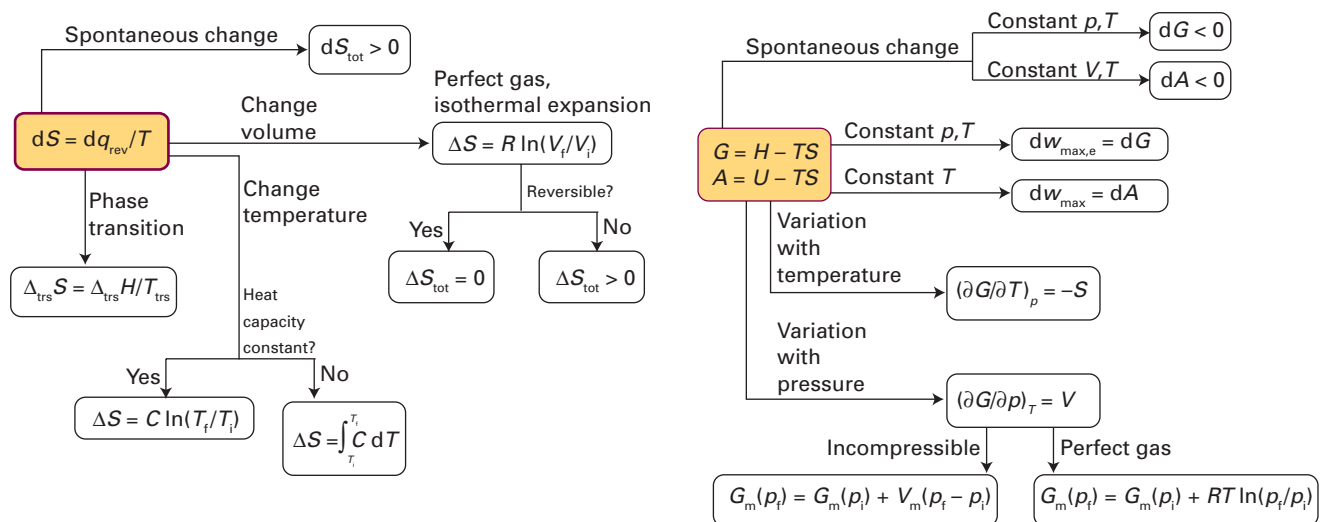 Spontaneous change
dS_tot > 0
dS = dq_rev/T
Change
volume
Perfect gas,
isothermal expansion
ΔS = R ln(V_f/V_i)
Reversible?
Yes
No
ΔS_tot = 0
ΔS_tot > 0
Phase
transition
Δ_trs S = Δ_trs H/T_trs
Change
temperature
Heat
capacity
constant?
Yes
No
ΔS = C ln(T_f/T_i)
ΔS = ∫_{T_i}^{T_f} C dT
Spontaneous change
Constant p,T
dG < 0
Constant V,T
dA < 0
G = H – TS
A = U – TS
Constant p,T
dw_max,e = dG
Constant T
dw_max = dA
Variation
with
temperature
(∂G/∂T)_p = –S
Variation
with
pressure
(∂G/∂p)_T = V
Incompressible
Perfect gas
G_m(p_f) = G_m(p_i) + V_m(p_f – p_i)
G_m(p_f) = G_m(p_i) + RT ln(p_f/p_i)